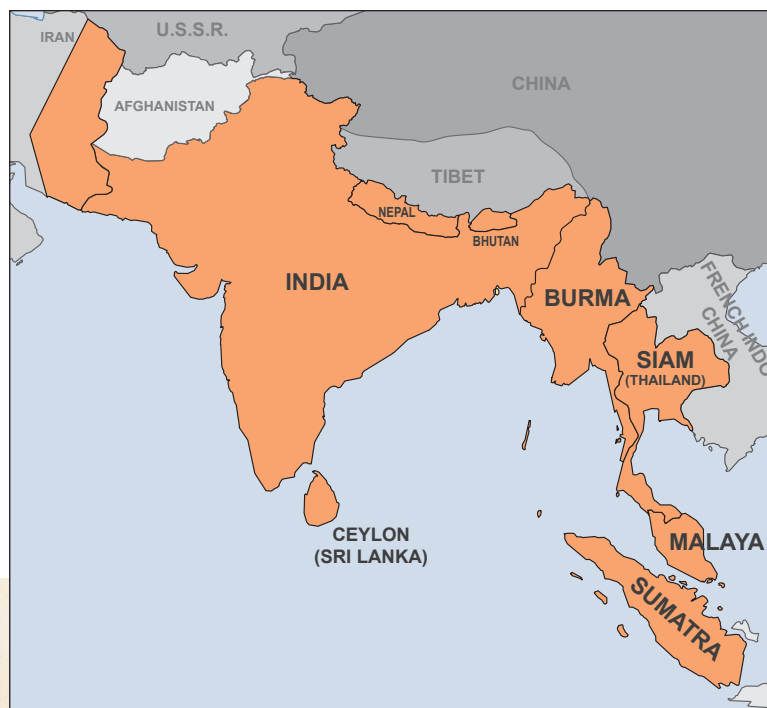 U.S.S.R.
IRAN
CHINA
AFGHANISTAN
TIBET
NEPAL
BHUTAN
INDIA
BURMA
FRENCH INDO
CHINA
SIAM
(THAILAND)
CEYLON
(SRI LANKA)
MALAYA
SUMATRA